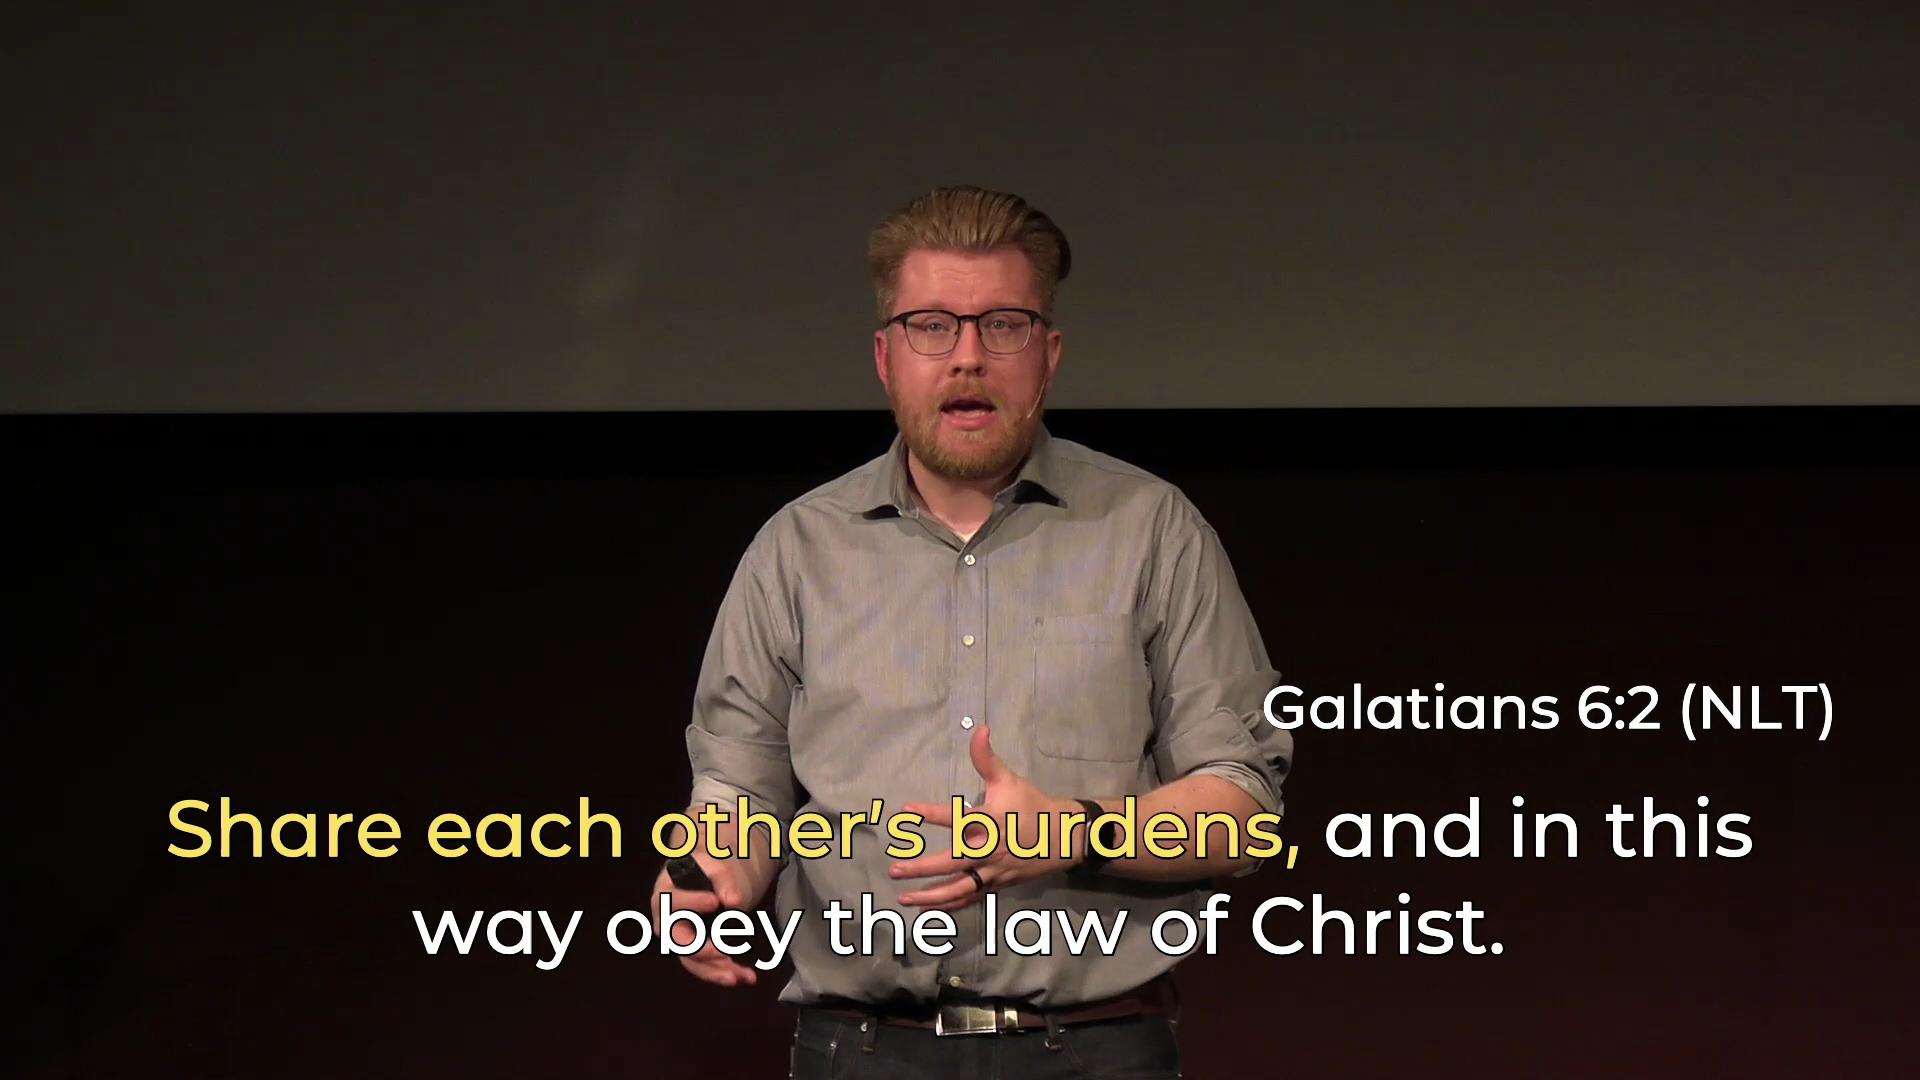 Galatians 6:2 (NLT)
Share each other’s burdens, and in this
way obey the law of Christ.